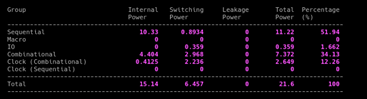 Group Internal Switching Leakage Total Percentage
Power Power Power Power (%)
--------------------------------------------------------------------------------
Sequential 10.33 0.8934 0 11.22 51.94
Macro 0 0 0 0 0
IO 0 0.359 0 0.359 1.662
Combinational 4.404 2.968 0 7.372 34.13
Clock (Combinational) 0.4125 2.236 0 2.649 12.26
Clock (Sequential) 0 0 0 0 0
--------------------------------------------------------------------------------
Total 15.14 6.457 0 21.6 100
--------------------------------------------------------------------------------